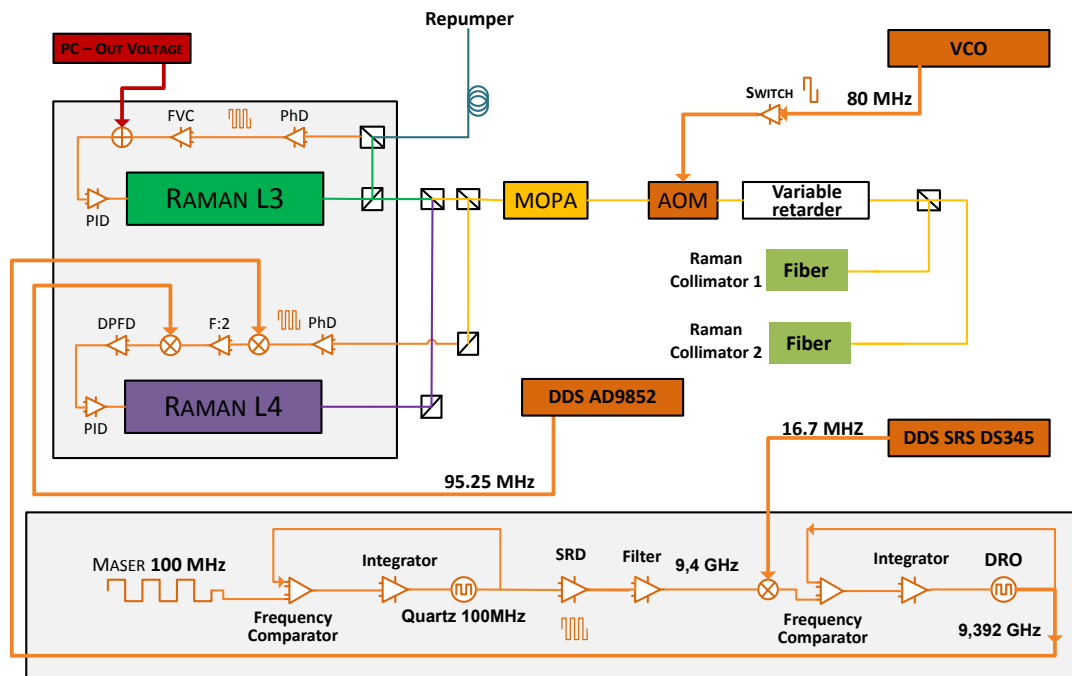 Repumper
PC – OUT VOLTAGE
VCO
SWITCH
80 MHz
FVC
PhD
PID
RAMAN L3
MOPA
AOM
Variable
retarder
Raman
Collimator 1
Fiber
DPFD
F:2
PhD
Raman
Collimator 2
Fiber
PID
RAMAN L4
DDS AD9852
16.7 MHZ
DDS SRS DS345
95.25 MHz
MASER 100 MHz
Integrator
SRD
Filter
9,4 GHz
Integrator
DRO
Frequency
Comparator
Quartz 100MHz
Frequency
Comparator
9,392 GHz